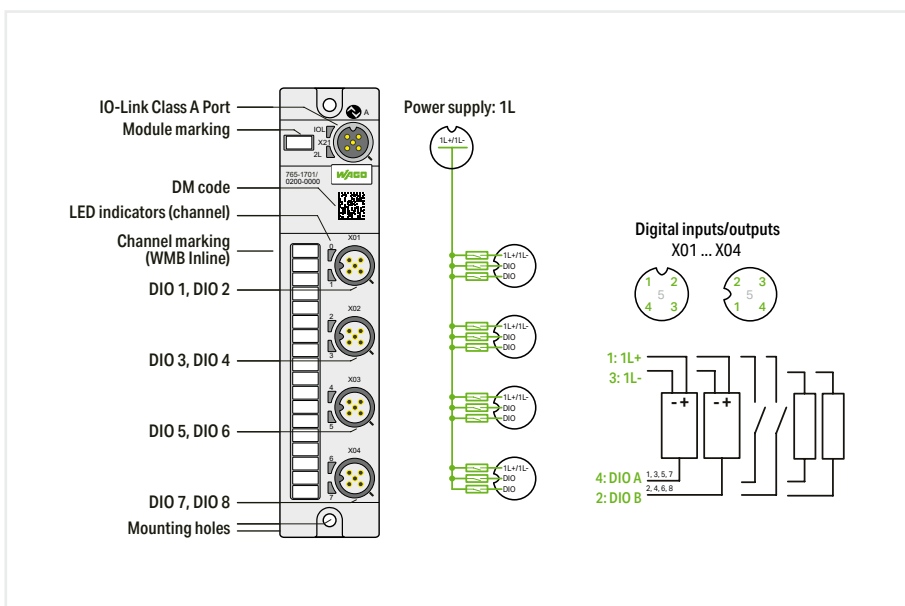 IO-Link Class A Port
Module marking
DM code
LED indicators (channel)
Channel marking
(WMB Inline)
DIO 1, DIO 2
DIO 3, DIO 4
DIO 5, DIO 6
DIO 7, DIO 8
Mounting holes
A
IOL
X21
2L
765-1701/
0200-0000
WAGO
X01
0
1
X02
2
3
X03
4
5
X04
6
7
Power supply: 1L
1L+/1L-
1L+/1L-
DIO
DIO
1L+/1L-
DIO
DIO
1L+/1L-
DIO
DIO
1L+/1L-
DIO
DIO
Digital inputs/outputs
X01 ... X04
1 2
5
4 3
2 3
5
1 4
1: 1L+
3: 1L-
- +
- +
4: DIO A 1, 3, 5, 7
2: DIO B 2, 4, 6, 8